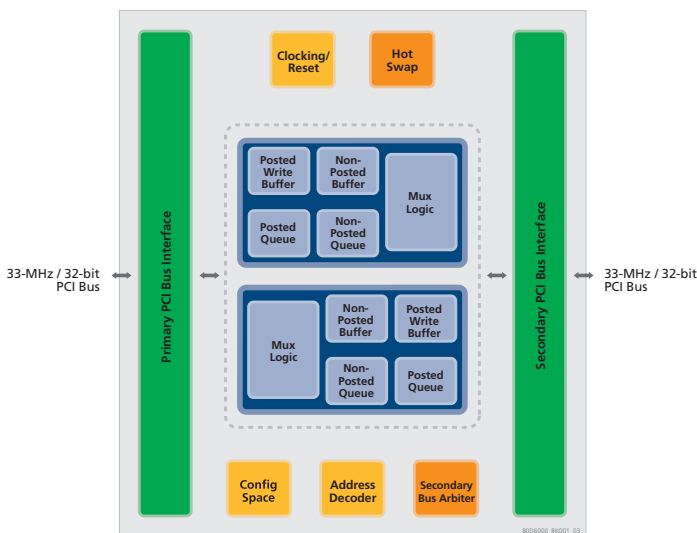 Clocking/
Reset
Hot
Swap
Posted
Write
Buffer
Non-
Posted
Buffer
Mux
Logic
Posted
Queue
Non-
Posted
Queue
Primary PCI Bus Interface
Secondary PCI Bus Interface
33-MHz / 32-bit
PCI Bus
33-MHz / 32-bit
PCI Bus
Mux
Logic
Non-
Posted
Buffer
Posted
Write
Buffer
Non-
Posted
Queue
Posted
Queue
Config
Space
Address
Decoder
Secondary
Bus Arbiter
80D6000_BK001_03